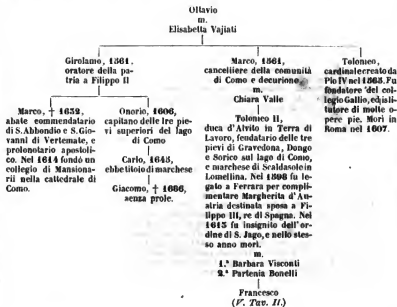 Ottavio
m.
Elisabetta Vajiati
Girolamo, 1561,
oratore della pa-
tria a Filippo II
Marco, 1561,
cancelliere della comunità
di Como e decurione,
m.
Chiara Valle
Tolonico,
cardinale creato da
Pio IV nel 1565. Fu
fondatore del col-
legio Gallio, ed isti-
tutore di molte o-
pere pie. Morì in
Roma nel 1607.
Marco, † 1632,
abate commendatario
di S. Abbondio e S. Gio-
vanni di Vertemate, e
protonotario apostoli-
co. Nel 1614 fondò un
collegio di Mansiona-
rii nella cattedrale di
Como.
Onorio, 1606,
capitano delle tre pie-
vi superiori del lago
di Como
Carlo, 1643,
ebbe titolo di marchese
Giacomo, † 1686,
senza prole.
Tolonico II,
duca d'Alvito in Terra di
Lavoro, feudatario delle tre
pievi di Gravedona, Dongo
e Sorico sul lago di Como,
e marchese di Scaldasole in
Lomellina. Nel 1598 fu le-
gato a Ferrara per compli-
mentare Margherita d'Au-
stria destinata sposa a Fi-
lippo III, re di Spagna. Nel
1613 fu insignito dell'or-
dine di S. Jago, e nello stes-
so anno morì.
m.
1.ª Barbara Visconti
2.ª Partenia Bonelli
Francesco
(V. Tav. II.)